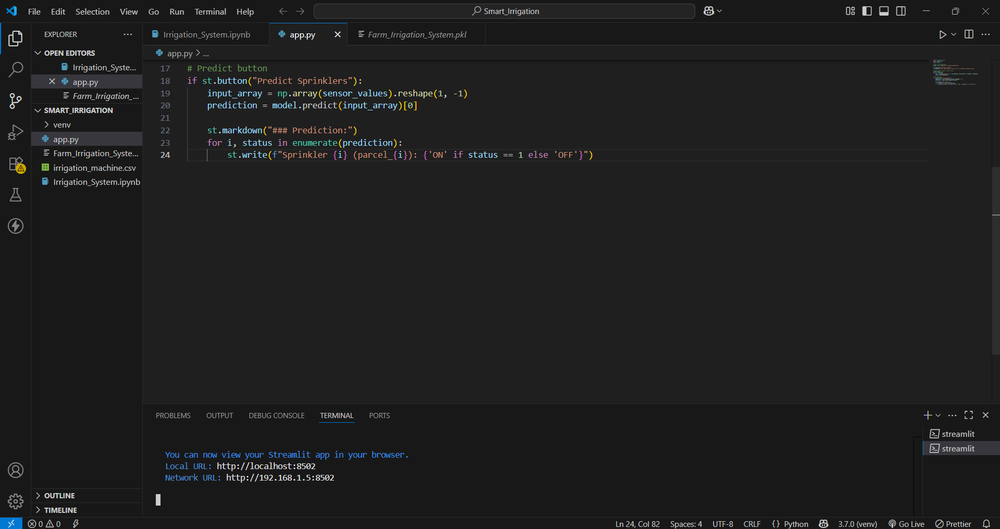 File Edit Selection View Go Run Terminal Help
Smart_Irrigation
EXPLORER
OPEN EDITORS
Irrigation_Syste...
app.py
Farm_Irrigation_...
SMART_IRRIGATION
venv
app.py
Farm_Irrigation_Syste...
irrigation_machine.csv
Irrigation_System.ipynb
OUTLINE
TIMELINE
Irrigation_System.ipynb app.py Farm_Irrigation_System.pkl
app.py > ...
17 # Predict button
18 if st.button("Predict Sprinklers"):
19 input_array = np.array(sensor_values).reshape(1, -1)
20 prediction = model.predict(input_array)[0]
21
22 st.markdown("### Prediction:")
23 for i, status in enumerate(prediction):
24 st.write(f"Sprinkler {i} (parcel_{i}): {'ON' if status == 1 else 'OFF'}")
PROBLEMS OUTPUT DEBUG CONSOLE TERMINAL PORTS
You can now view your Streamlit app in your browser.
Local URL: http://localhost:8502
Network URL: http://192.168.1.5:8502
streamlit
streamlit
0 0 Ln 24, Col 82 Spaces: 4 UTF-8 CRLF {} Python 3.7.0 (venv) Go Live Prettier